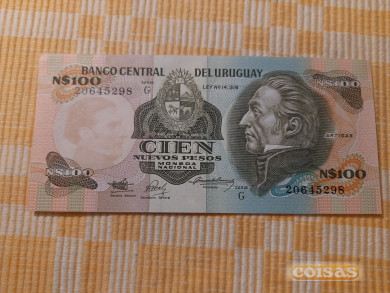 N$100
BANCO CENTRAL DEL URUGUAY
N$100
SERIE G
20645298
LEY No 14.316
CIEN
NUEVOS PESOS
MONEDA
NACIONAL
ARTIGAS
SERIE G
20645298
N$100
N$100
coisas